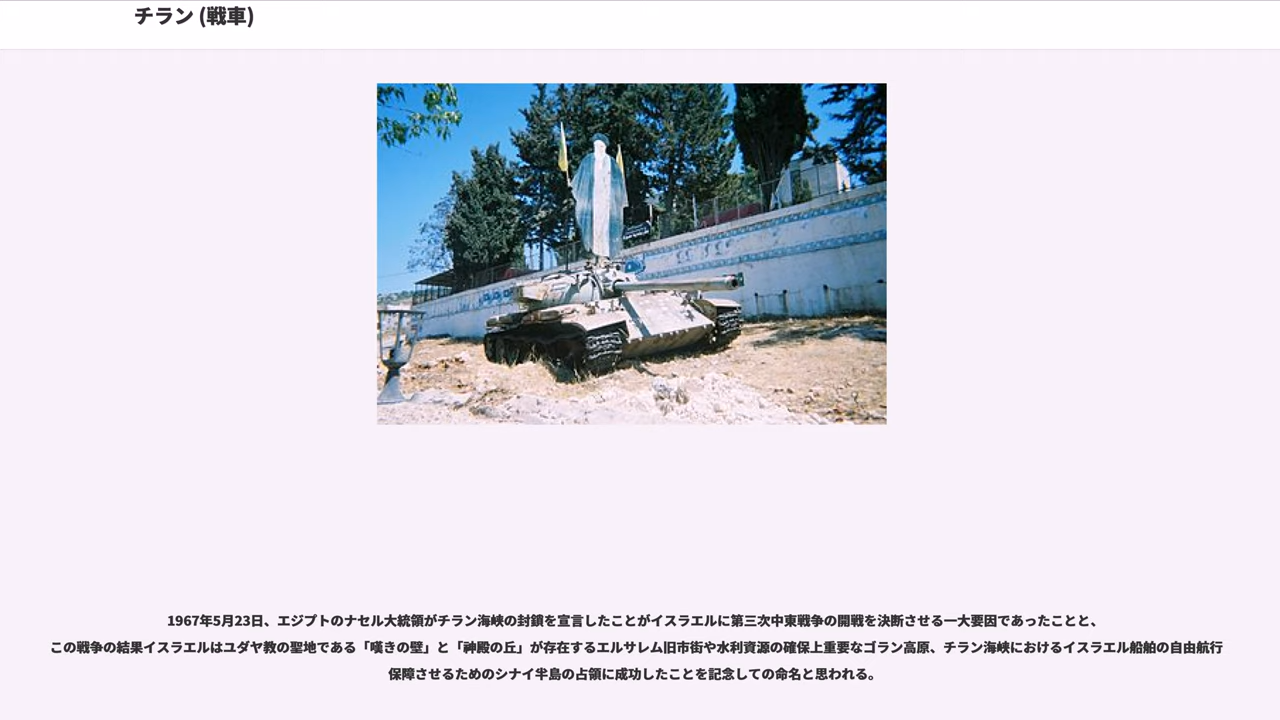 チラン (戦車)
1967年5月23日、エジプトのナセル大統領がチラン海峡の封鎖を宣言したことがイスラエルに第三次中東戦争の開戦を決断させる一大要因であったことと、
この戦争の結果イスラエルはユダヤ教の聖地である「嘆きの壁」と「神殿の丘」が存在するエルサレム旧市街や水利資源の確保上重要なゴラン高原、チラン海峡におけるイスラエル船舶の自由航行
保障させるためのシナイ半島の占領に成功したことを記念しての命名と思われる。